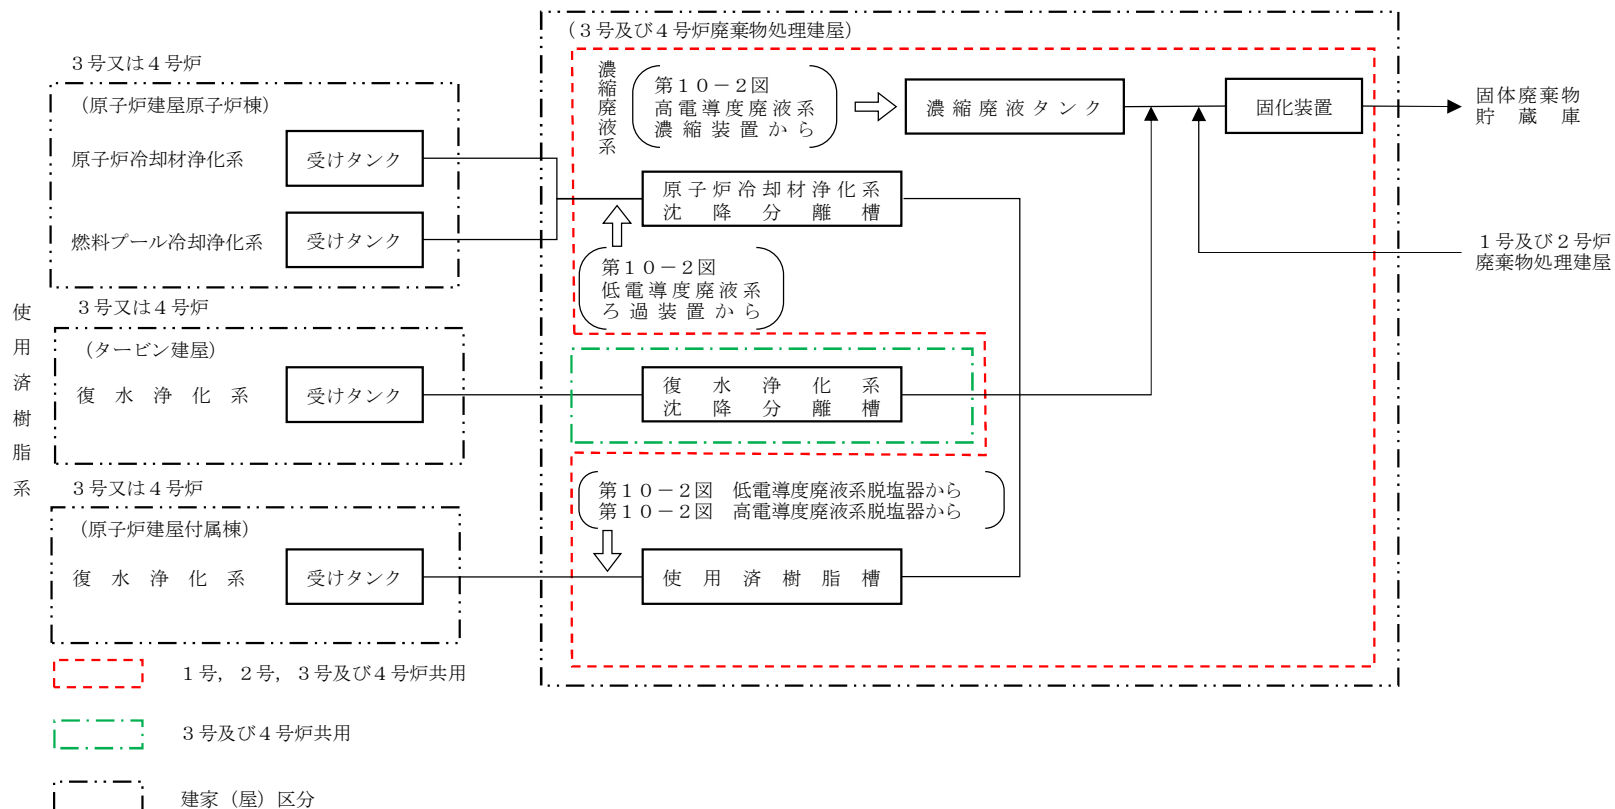 (3号及び4号炉廃棄物処理建屋)
3号又は4号炉
(原子炉建屋原子炉棟)
原子炉冷却材浄化系
受けタンク
燃料プール冷却浄化系
受けタンク
濃縮廃液系
第10-2図
高電導度廃液系
濃縮装置から
濃縮廃液タンク
固化装置
固体廃棄物
貯蔵庫
原子炉冷却材浄化系
沈降分離槽
第10-2図
低電導度廃液系
ろ過装置から
1号及び2号炉
廃棄物処理建屋
使用済樹脂系
3号又は4号炉
(タービン建屋)
復水浄化系
受けタンク
復水浄化系
沈降分離槽
3号又は4号炉
(原子炉建屋付属棟)
復水浄化系
受けタンク
第10-2図 低電導度廃液系脱塩器から
第10-2図 高電導度廃液系脱塩器から
使用済樹脂槽
1号,2号,3号及び4号炉共用
3号及び4号炉共用
建家(屋)区分